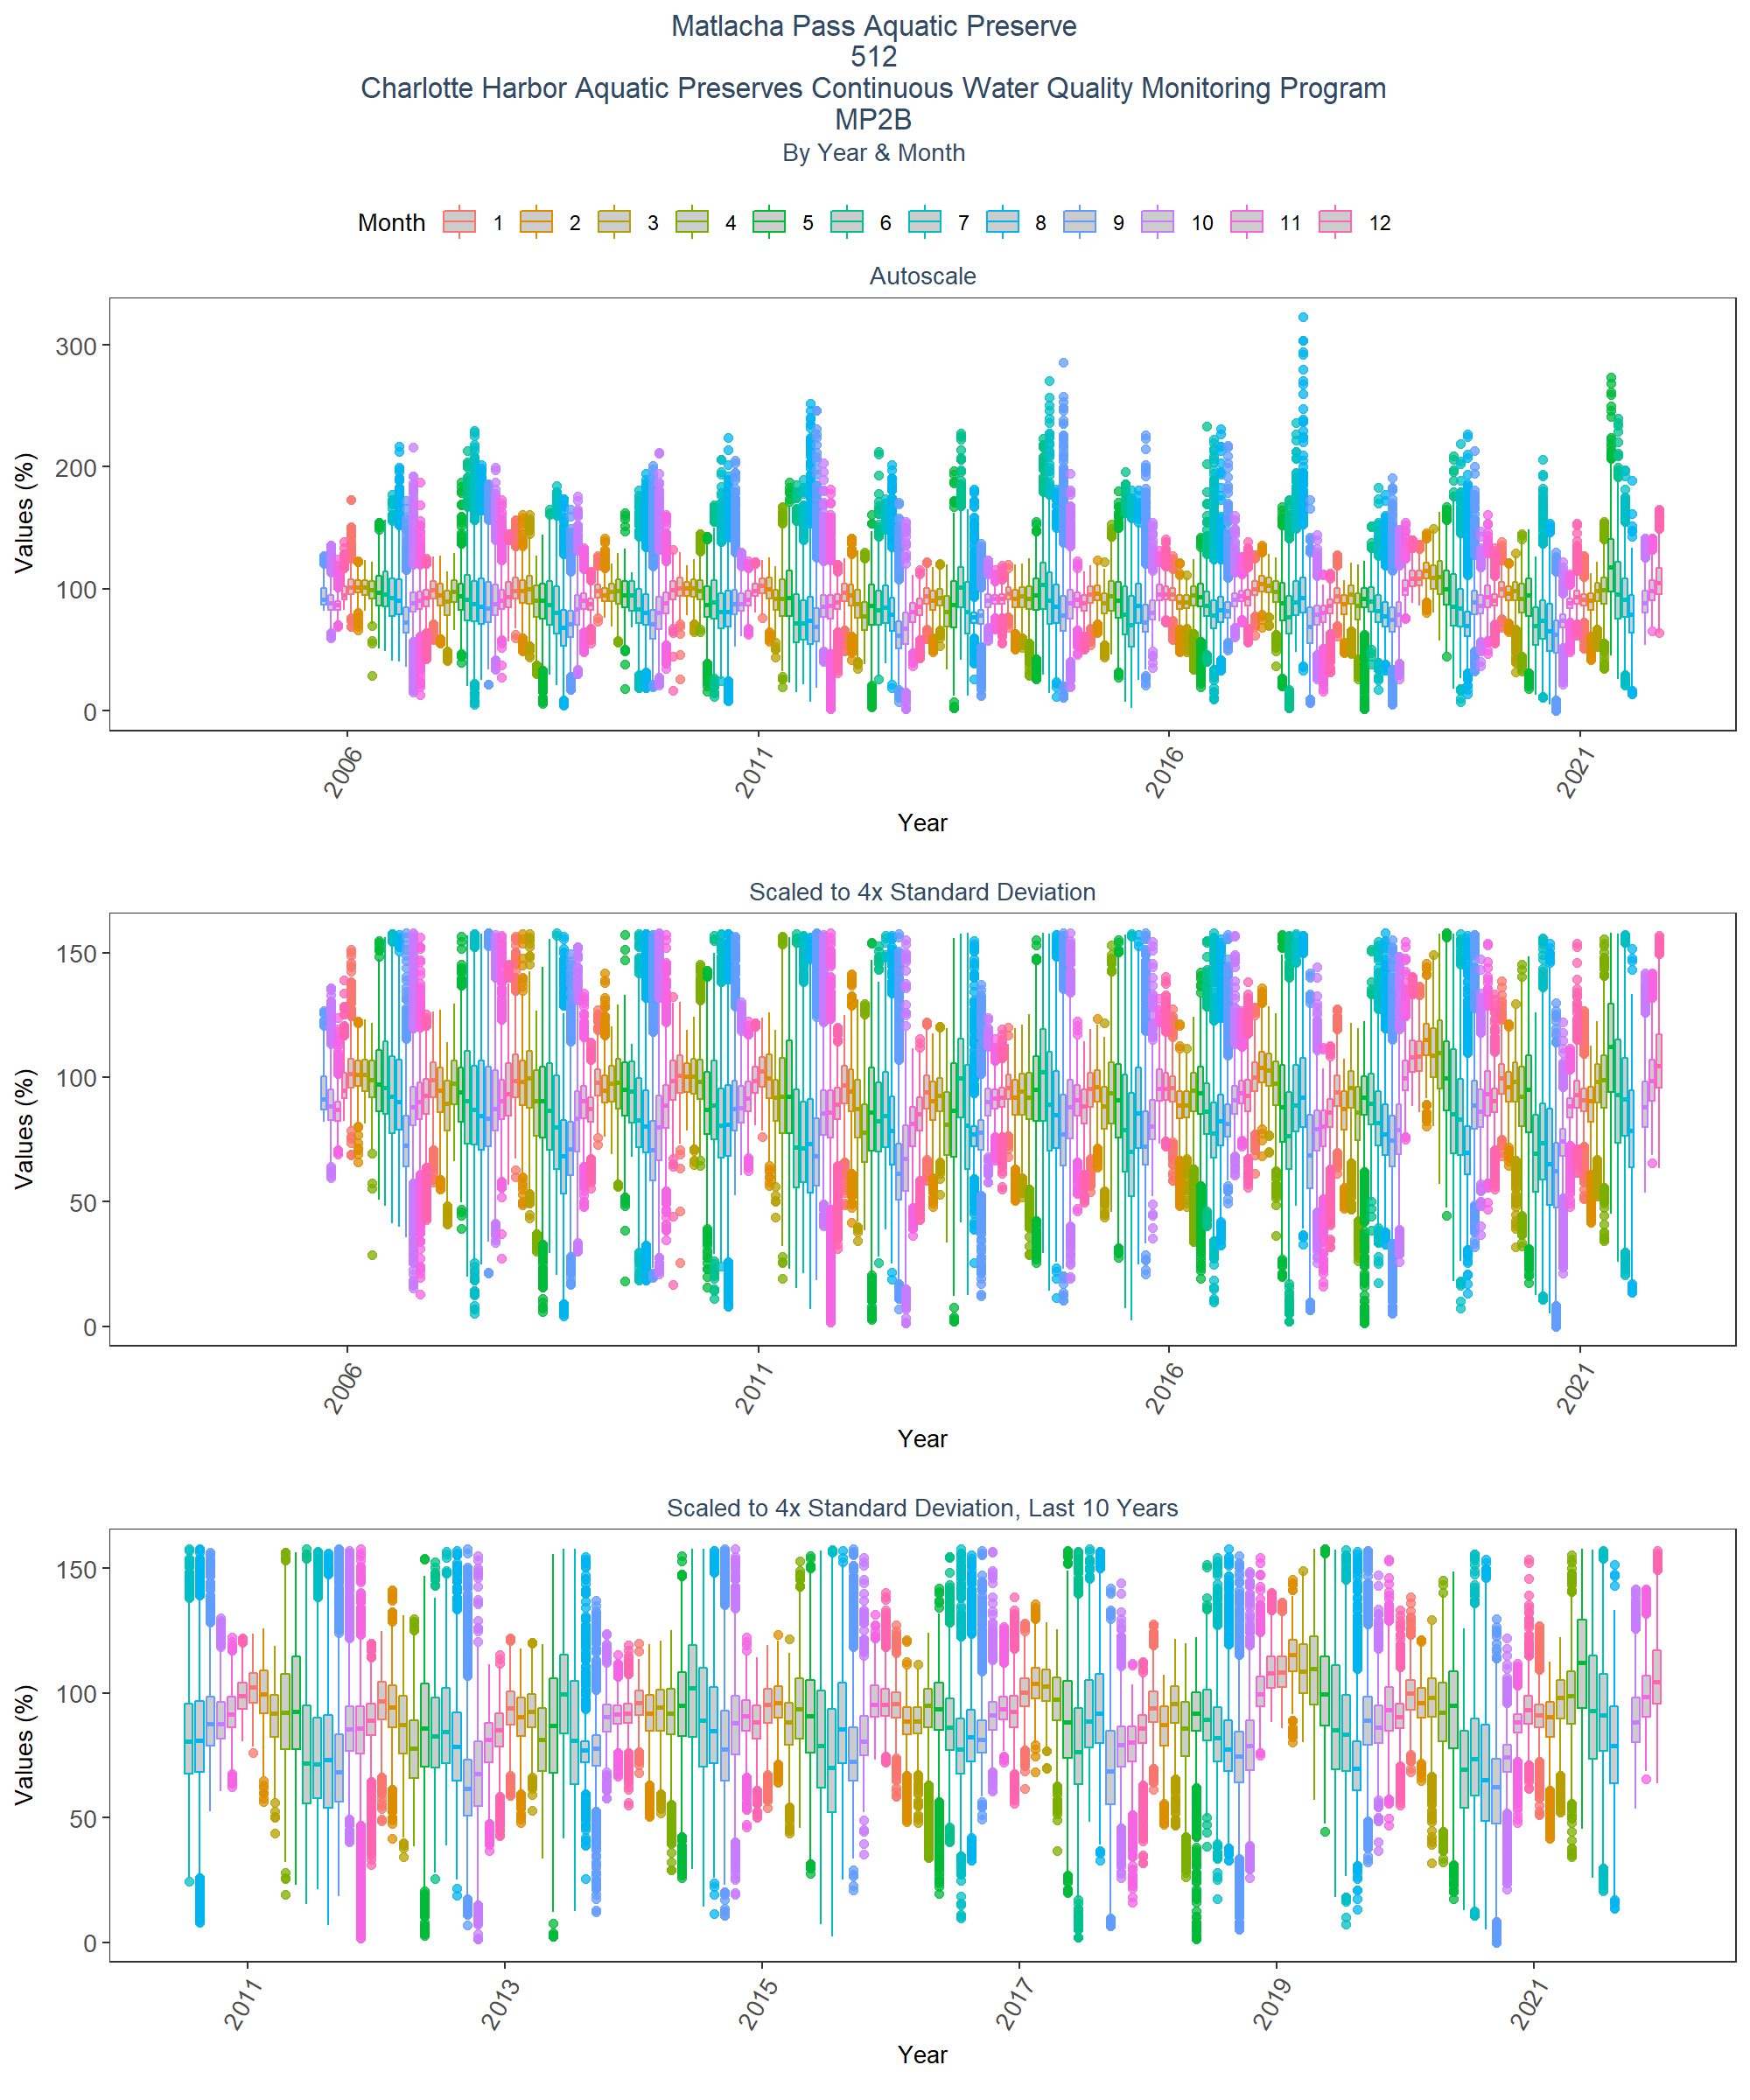 Matlacha Pass Aquatic Preserve
512
Charlotte Harbor Aquatic Preserves Continuous Water Quality Monitoring Program
MP2B
By Year & Month
Month 1 2 3 4 5 6 7 8 9 10 11 12
Autoscale
Values (%)
300
200
100
0
2006 2011 2016 2021
Year
Scaled to 4x Standard Deviation
Values (%)
150
100
50
0
2006 2011 2016 2021
Year
Scaled to 4x Standard Deviation, Last 10 Years
Values (%)
150
100
50
0
2011 2013 2015 2017 2019 2021
Year